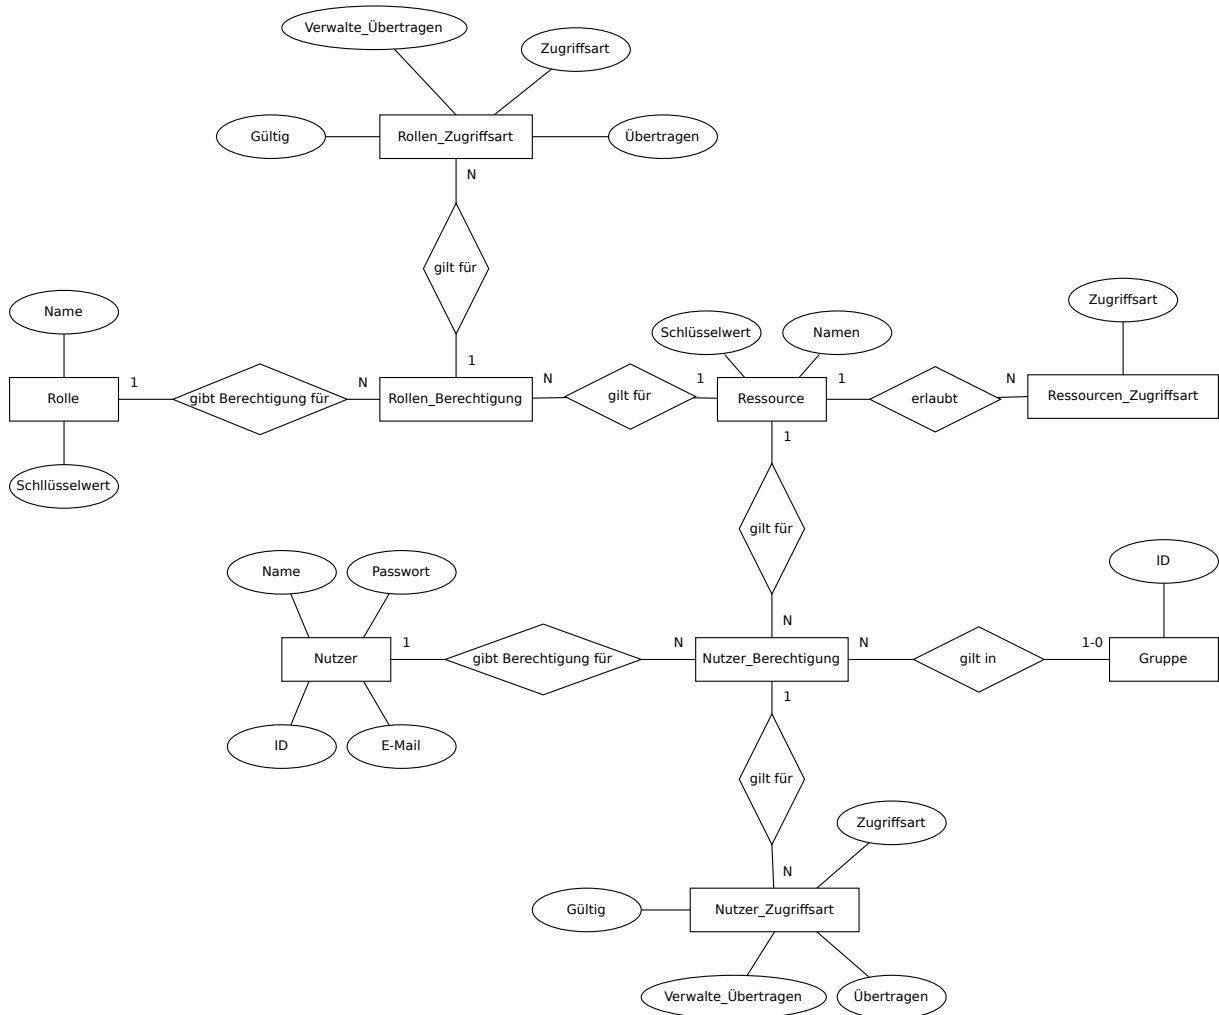 Verwalte_Übertragen
Zugriffsart
Gültig
Rollen_Zugriffsart
Übertragen
N
gilt für
Name
Zugriffsart
Schlüsselwert
Namen
1
1
N
N
1
1
N
Rolle
gibt Berechtigung für
Rollen_Berechtigung
gilt für
Ressource
erlaubt
Ressourcen_Zugriffsart
1
Schllüsselwert
gilt für
ID
Name
Passwort
N
1
N
N
1-0
Nutzer
gibt Berechtigung für
Nutzer_Berechtigung
gilt in
Gruppe
1
ID
E-Mail
gilt für
Zugriffsart
N
Gültig
Nutzer_Zugriffsart
Verwalte_Übertragen
Übertragen